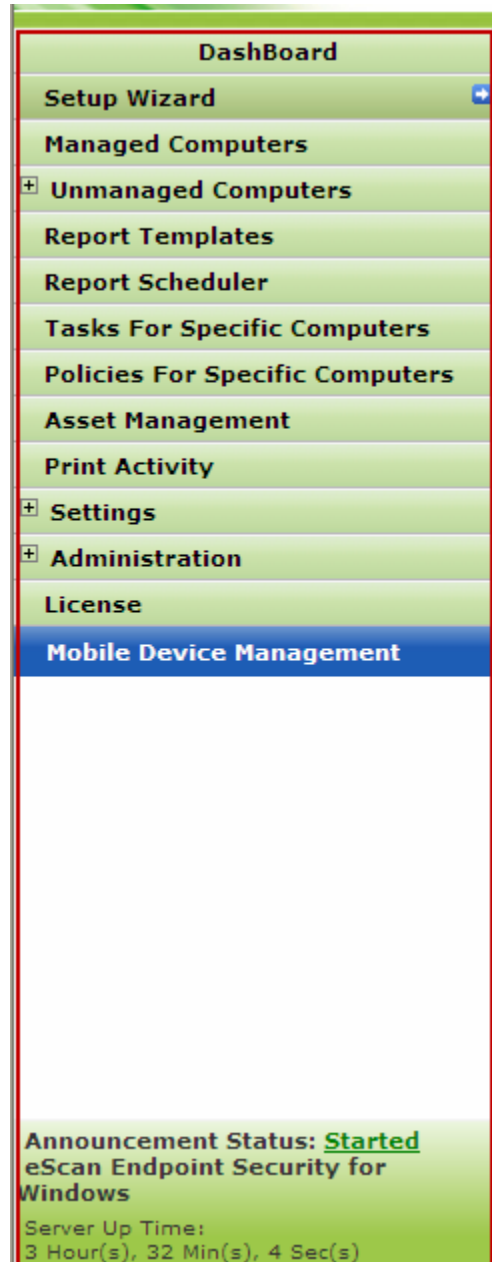 DashBoard
Setup Wizard
Managed Computers
Unmanaged Computers
Report Templates
Report Scheduler
Tasks For Specific Computers
Policies For Specific Computers
Asset Management
Print Activity
Settings
Administration
License
Mobile Device Management
Announcement Status: Started
eScan Endpoint Security for
Windows
Server Up Time:
3 Hour(s), 32 Min(s), 4 Sec(s)